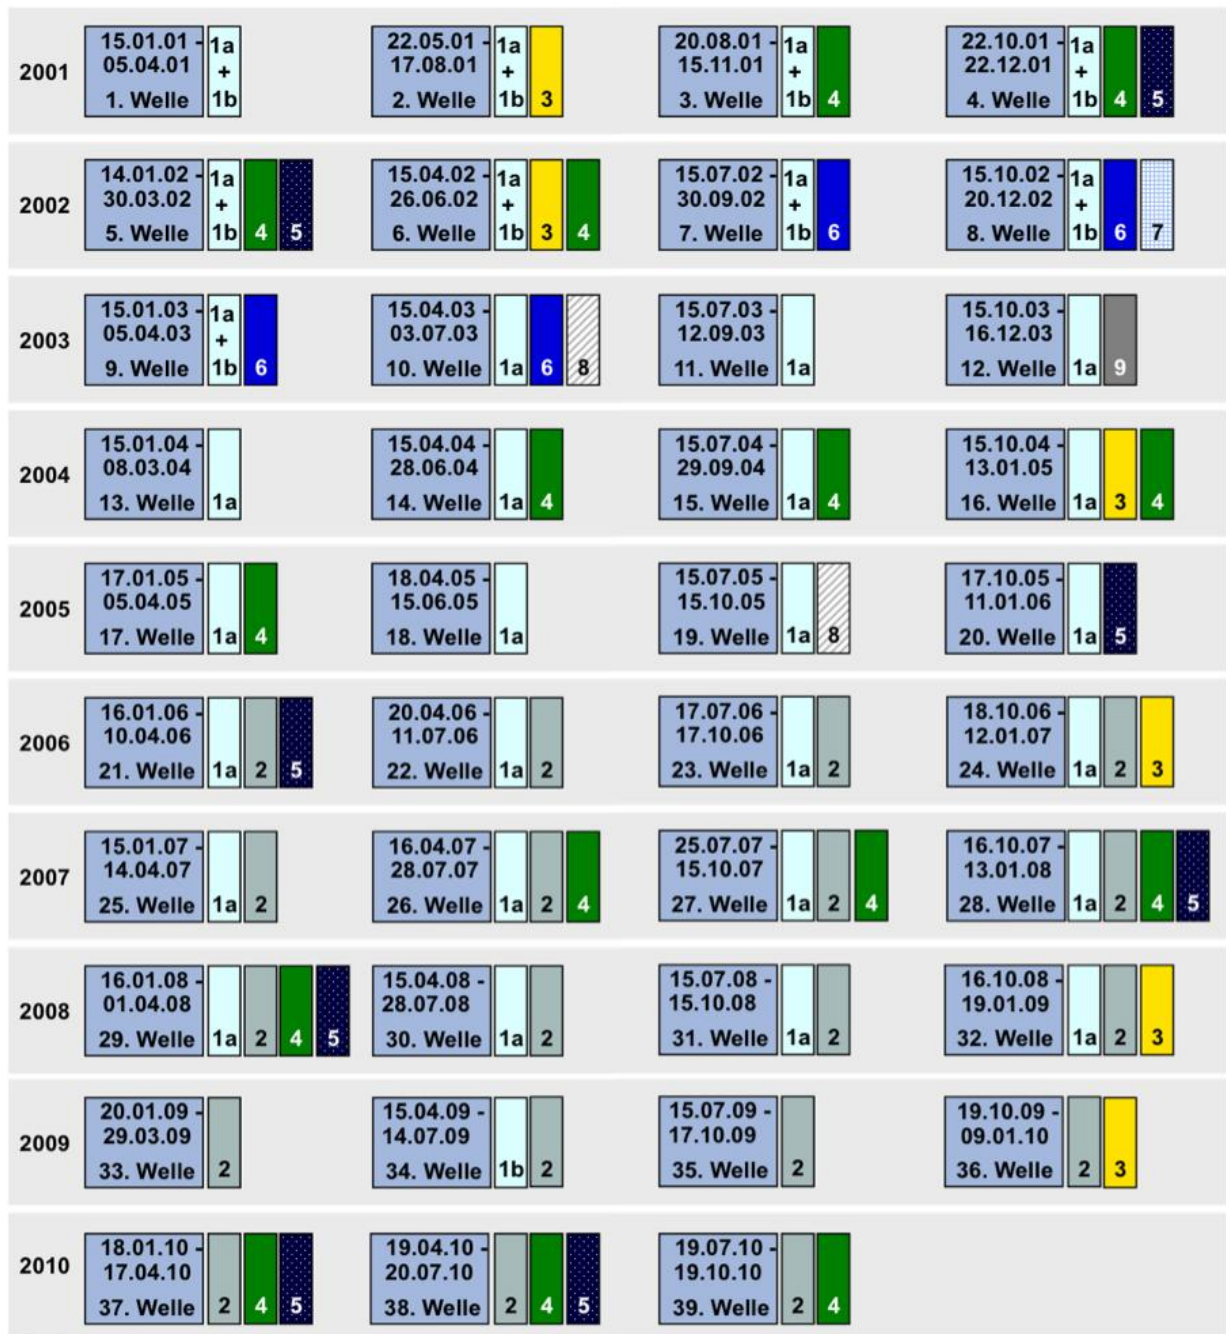 2001
15.01.01 -
05.04.01
1. Welle
1a
+
1b
22.05.01 -
17.08.01
2. Welle
1a
+
1b
3
20.08.01 -
15.11.01
3. Welle
1a
+
1b
4
22.10.01 -
22.12.01
4. Welle
1a
+
1b
4
5
2002
14.01.02 -
30.03.02
5. Welle
1a
+
1b
4
5
15.04.02 -
26.06.02
6. Welle
1a
+
1b
3
4
15.07.02 -
30.09.02
7. Welle
1a
+
1b
6
15.10.02 -
20.12.02
8. Welle
1a
+
1b
6
7
2003
15.01.03 -
05.04.03
9. Welle
1a
+
1b
6
15.04.03 -
03.07.03
10. Welle
1a
6
8
15.07.03 -
12.09.03
11. Welle
1a
15.10.03 -
16.12.03
12. Welle
1a
9
2004
15.01.04 -
08.03.04
13. Welle
1a
15.04.04 -
28.06.04
14. Welle
1a
4
15.07.04 -
29.09.04
15. Welle
1a
4
15.10.04 -
13.01.05
16. Welle
1a
3
4
2005
17.01.05 -
05.04.05
17. Welle
1a
4
18.04.05 -
15.06.05
18. Welle
1a
15.07.05 -
15.10.05
19. Welle
1a
8
17.10.05 -
11.01.06
20. Welle
1a
5
2006
16.01.06 -
10.04.06
21. Welle
1a
2
5
20.04.06 -
11.07.06
22. Welle
1a
2
17.07.06 -
17.10.06
23. Welle
1a
2
18.10.06 -
12.01.07
24. Welle
1a
2
3
2007
15.01.07 -
14.04.07
25. Welle
1a
2
16.04.07 -
28.07.07
26. Welle
1a
2
4
25.07.07 -
15.10.07
27. Welle
1a
2
4
16.10.07 -
13.01.08
28. Welle
1a
2
4
5
2008
16.01.08 -
01.04.08
29. Welle
1a
2
4
5
15.04.08 -
28.07.08
30. Welle
1a
2
15.07.08 -
15.10.08
31. Welle
1a
2
16.10.08 -
19.01.09
32. Welle
1a
2
3
2009
20.01.09 -
29.03.09
33. Welle
2
15.04.09 -
14.07.09
34. Welle
1b
2
15.07.09 -
17.10.09
35. Welle
2
19.10.09 -
09.01.10
36. Welle
2
3
2010
18.01.10 -
17.04.10
37. Welle
2
4
5
19.04.10 -
20.07.10
38. Welle
2
4
5
19.07.10 -
19.10.10
39. Welle
2
4